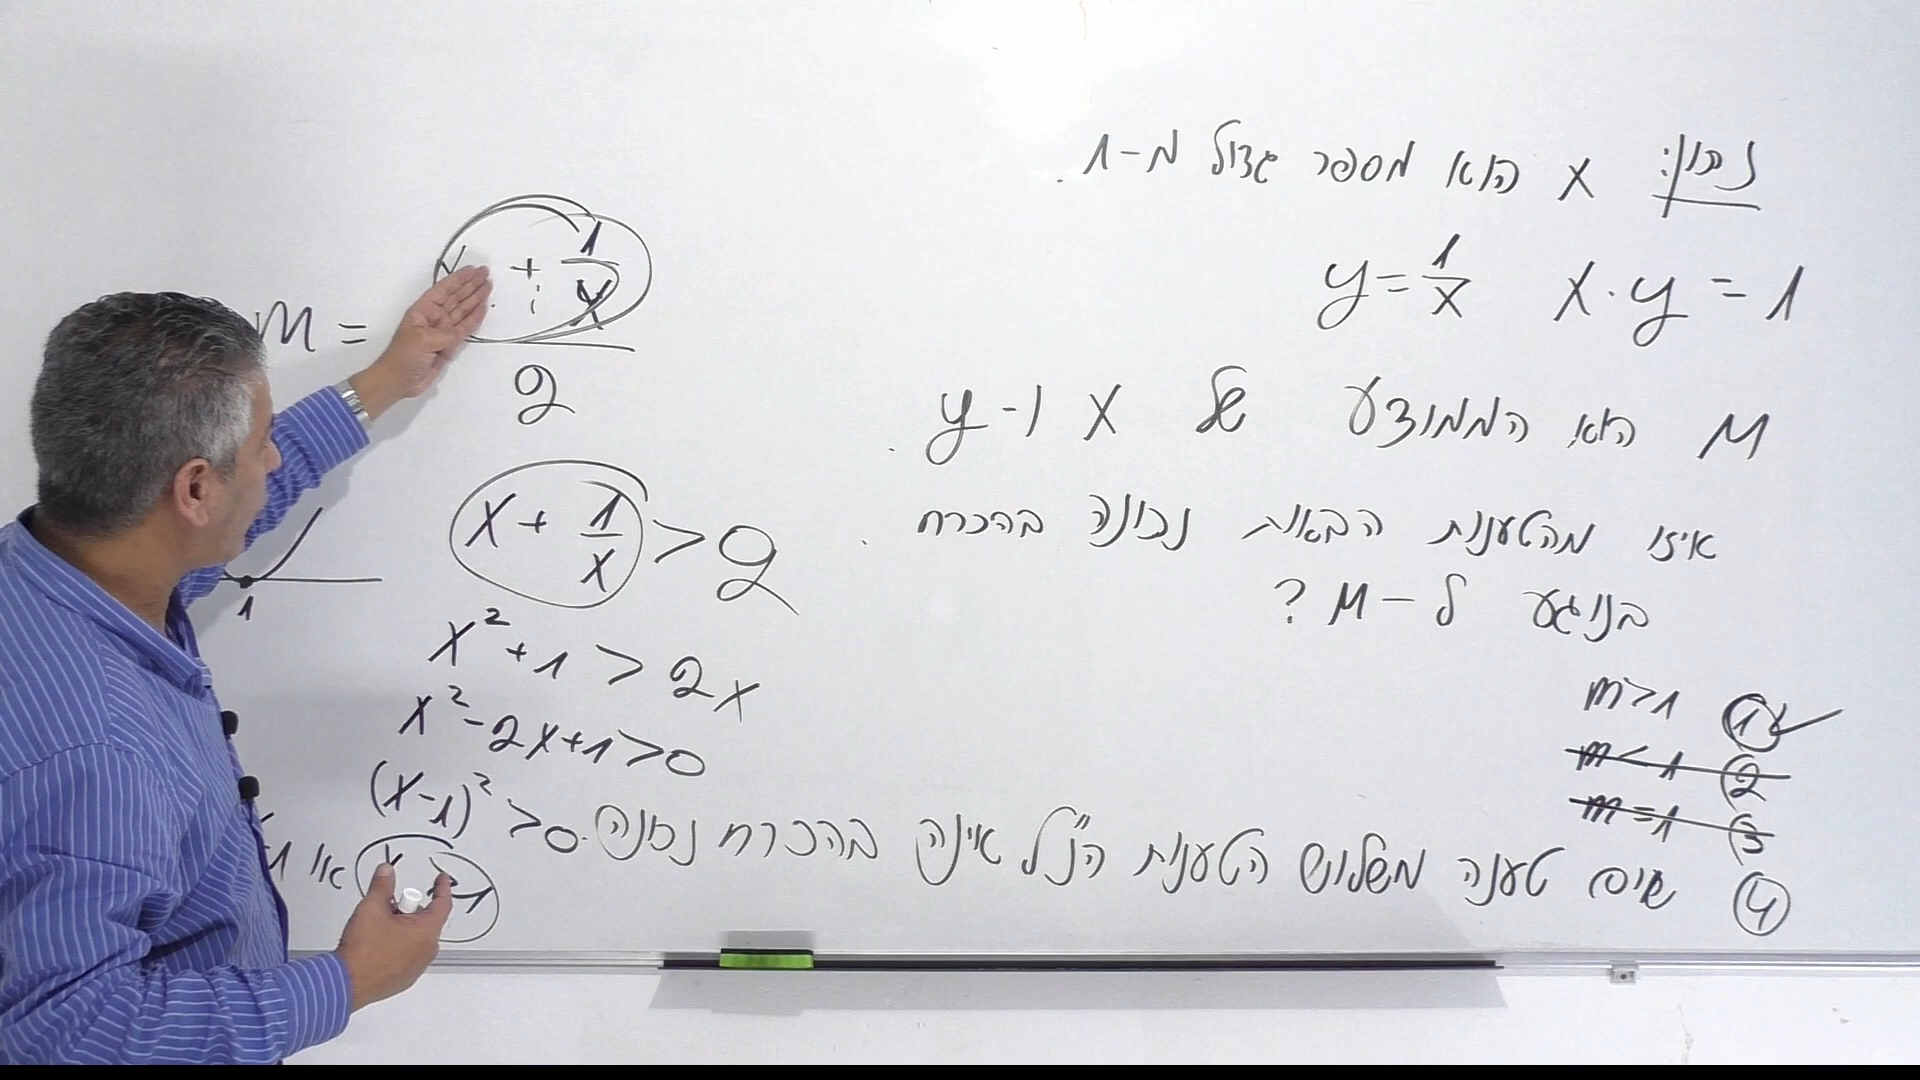 נתון: x הוא מספר גדול מ-1.
x · y = 1   y = 1/x
M הוא הממוצע של x ו-y.
איזו מהטענות הבאות נכונה בהכרח
בנוגע ל-M?
① m>1 ✓
② m<1
③ m=1
④ שום טענה משלוש הטענות הנ"ל אינה בהכרח נכונה.
m =
+ 1/x
2
x + 1/x > 2
x² + 1 > 2x
x² - 2x + 1 > 0
(x-1)² > 0
1
או